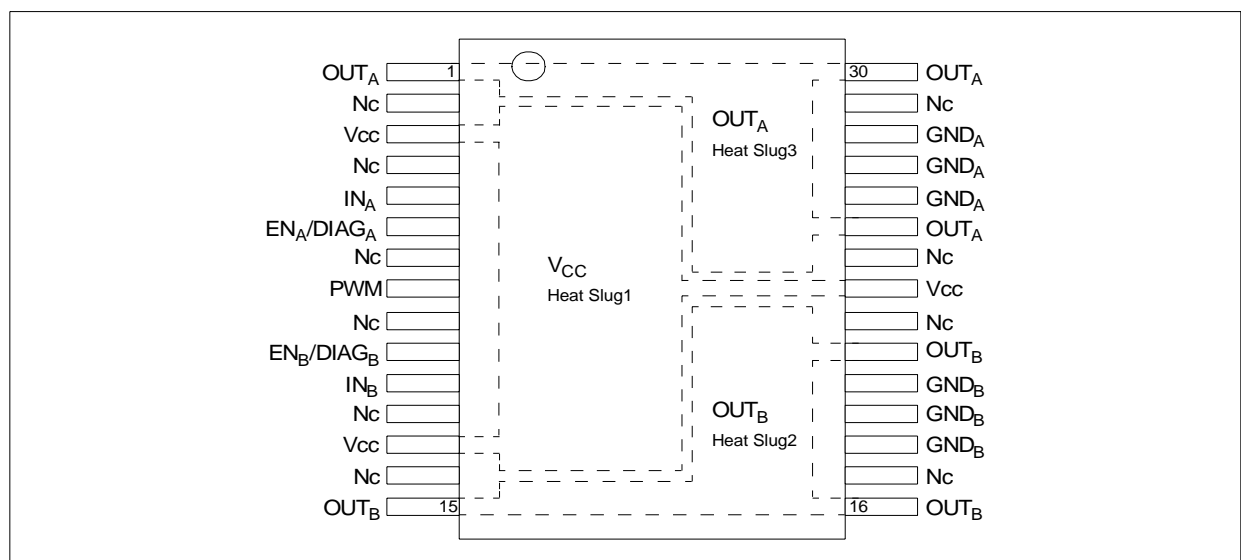 OUTA 1 30 OUTA
Nc Nc
Vcc GNDA
OUTA
Heat Slug3
Nc GNDA
INA GNDA
ENA/DIAGA OUTA
Nc Nc
VCC
Heat Slug1
PWM Vcc
Nc Nc
ENB/DIAGB OUTB
INB GNDB
Nc GNDB
OUTB
Heat Slug2
Vcc GNDB
Nc Nc
OUTB 15 16 OUTB